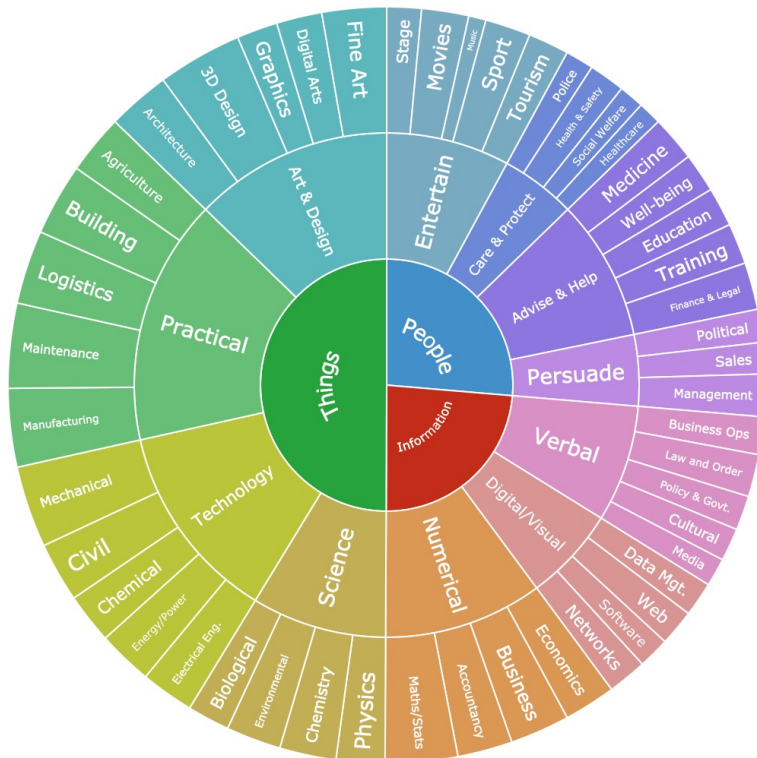 Things
People
Information
Art & Design
Entertain
Care & Protect
Advise & Help
Persuade
Verbal
Digital/Visual
Numerical
Science
Technology
Practical
Architecture
3D Design
Graphics
Digital Arts
Fine Art
Stage
Movies
Music
Sport
Tourism
Police
Health & Safety
Social Welfare
Healthcare
Medicine
Well-being
Education
Training
Finance & Legal
Political
Sales
Management
Business Ops
Law and Order
Policy & Govt.
Cultural
Media
Data Mgt.
Web
Software
Networks
Economics
Business
Accountancy
Maths/Stats
Physics
Chemistry
Environmental
Biological
Electrical Eng.
Energy/Power
Chemical
Civil
Mechanical
Manufacturing
Maintenance
Logistics
Building
Agriculture